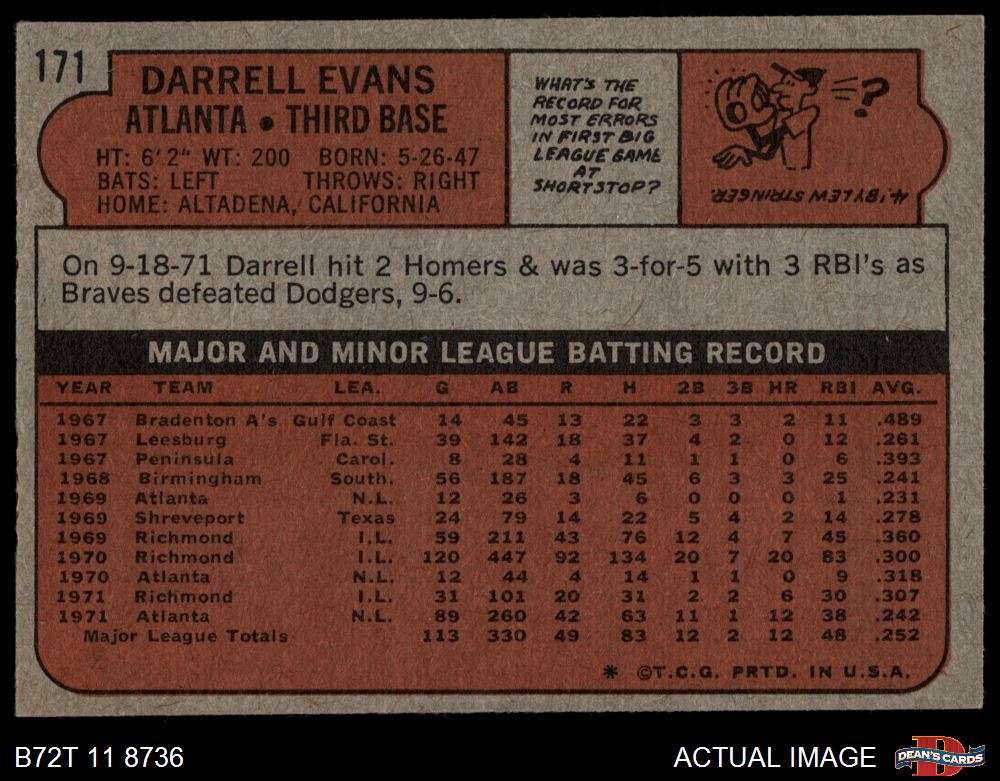 171
DARRELL EVANS
ATLANTA • THIRD BASE
HT: 6'2" WT: 200 BORN: 5-26-47
BATS: LEFT THROWS: RIGHT
HOME: ALTADENA, CALIFORNIA
WHAT'S THE
RECORD FOR
MOST ERRORS
IN FIRST BIG
LEAGUE GAME
AT
SHORTSTOP?
?
4. BY LEW STRINGER.
On 9-18-71 Darrell hit 2 Homers & was 3-for-5 with 3 RBI's as
Braves defeated Dodgers, 9-6.
MAJOR AND MINOR LEAGUE BATTING RECORD
YEAR TEAM LEA. G AB R H 2B 3B HR RBI AVG.
1967 Bradenton A's Gulf Coast 14 45 13 22 3 3 2 11 .489
1967 Leesburg Fla. St. 39 142 18 37 4 2 0 12 .261
1967 Peninsula Carol. 8 28 4 11 1 1 0 6 .393
1968 Birmingham South. 56 187 18 45 6 3 3 25 .241
1969 Atlanta N.L. 12 26 3 6 0 0 0 1 .231
1969 Shreveport Texas 24 79 14 22 5 4 2 14 .278
1969 Richmond I.L. 59 211 43 76 12 4 7 45 .360
1970 Richmond I.L. 120 447 92 134 20 7 20 83 .300
1970 Atlanta N.L. 12 44 4 14 1 1 0 9 .318
1971 Richmond I.L. 31 101 20 31 2 2 6 30 .307
1971 Atlanta N.L. 89 260 42 63 11 1 12 38 .242
Major League Totals 113 330 49 83 12 2 12 48 .252
* ©T.C.G. PRTD. IN U.S.A.
B72T 11 8736
ACTUAL IMAGE
D
DEAN'S CARDS